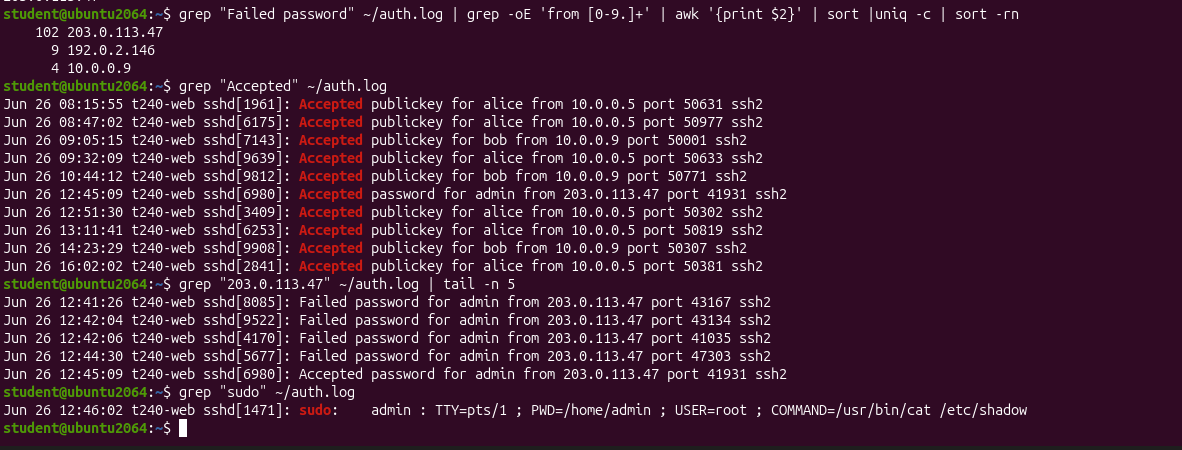 student@ubuntu2064:~$ grep "Failed password" ~/auth.log | grep -oE 'from [0-9.]+' | awk '{print $2}' | sort |uniq -c | sort -rn
    102 203.0.113.47
      9 192.0.2.146
      4 10.0.0.9
student@ubuntu2064:~$ grep "Accepted" ~/auth.log
Jun 26 08:15:55 t240-web sshd[1961]: Accepted publickey for alice from 10.0.0.5 port 50631 ssh2
Jun 26 08:47:02 t240-web sshd[6175]: Accepted publickey for alice from 10.0.0.5 port 50977 ssh2
Jun 26 09:05:15 t240-web sshd[7143]: Accepted publickey for bob from 10.0.0.9 port 50001 ssh2
Jun 26 09:32:09 t240-web sshd[9639]: Accepted publickey for alice from 10.0.0.5 port 50633 ssh2
Jun 26 10:44:12 t240-web sshd[9812]: Accepted publickey for bob from 10.0.0.9 port 50771 ssh2
Jun 26 12:45:09 t240-web sshd[6980]: Accepted password for admin from 203.0.113.47 port 41931 ssh2
Jun 26 12:51:30 t240-web sshd[3409]: Accepted publickey for alice from 10.0.0.5 port 50302 ssh2
Jun 26 13:11:41 t240-web sshd[6253]: Accepted publickey for alice from 10.0.0.5 port 50819 ssh2
Jun 26 14:23:29 t240-web sshd[9908]: Accepted publickey for bob from 10.0.0.9 port 50307 ssh2
Jun 26 16:02:02 t240-web sshd[2841]: Accepted publickey for alice from 10.0.0.5 port 50381 ssh2
student@ubuntu2064:~$ grep "203.0.113.47" ~/auth.log | tail -n 5
Jun 26 12:41:26 t240-web sshd[8085]: Failed password for admin from 203.0.113.47 port 43167 ssh2
Jun 26 12:42:04 t240-web sshd[9522]: Failed password for admin from 203.0.113.47 port 43134 ssh2
Jun 26 12:42:06 t240-web sshd[4170]: Failed password for admin from 203.0.113.47 port 41035 ssh2
Jun 26 12:44:30 t240-web sshd[5677]: Failed password for admin from 203.0.113.47 port 47303 ssh2
Jun 26 12:45:09 t240-web sshd[6980]: Accepted password for admin from 203.0.113.47 port 41931 ssh2
student@ubuntu2064:~$ grep "sudo" ~/auth.log
Jun 26 12:46:02 t240-web sshd[1471]: sudo:    admin : TTY=pts/1 ; PWD=/home/admin ; USER=root ; COMMAND=/usr/bin/cat /etc/shadow
student@ubuntu2064:~$